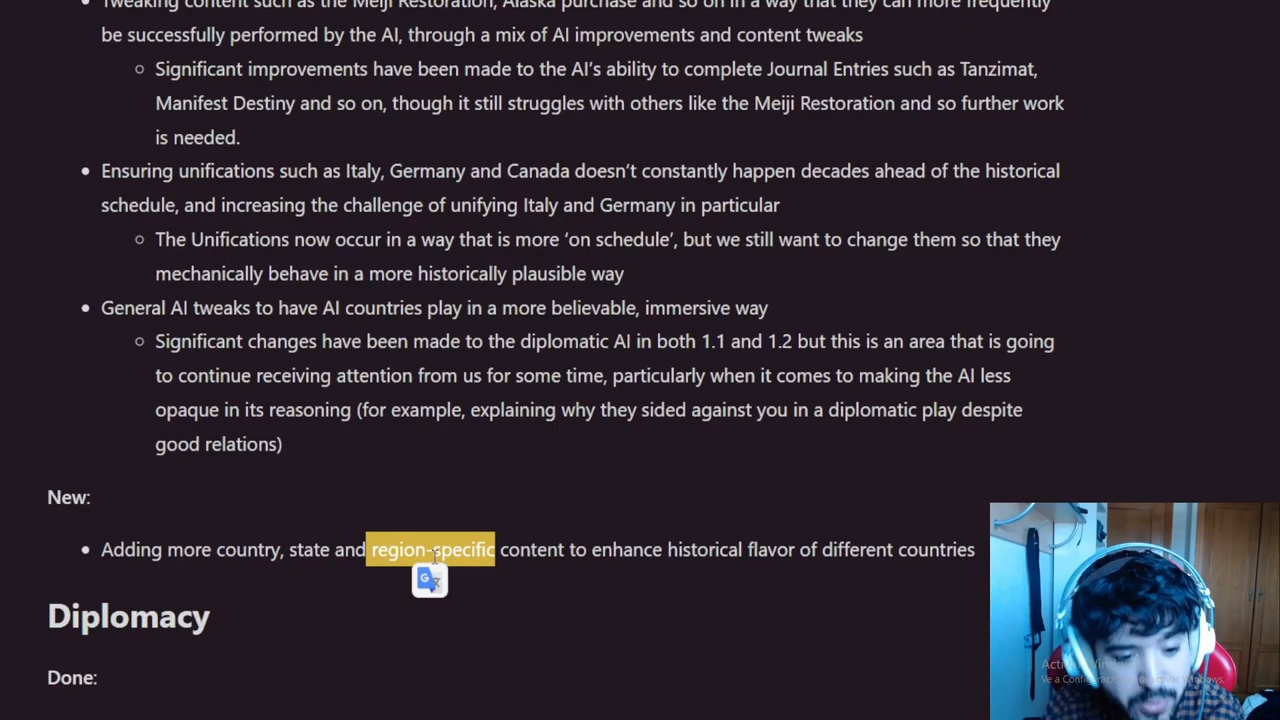 Tweaking content such as the Meiji Restoration, Alaska purchase and so on in a way that they can more frequently
be successfully performed by the AI, through a mix of AI improvements and content tweaks
Significant improvements have been made to the AI’s ability to complete Journal Entries such as Tanzimat,
Manifest Destiny and so on, though it still struggles with others like the Meiji Restoration and so further work
is needed.
Ensuring unifications such as Italy, Germany and Canada doesn’t constantly happen decades ahead of the historical
schedule, and increasing the challenge of unifying Italy and Germany in particular
The Unifications now occur in a way that is more ‘on schedule’, but we still want to change them so that they
mechanically behave in a more historically plausible way
General AI tweaks to have AI countries play in a more believable, immersive way
Significant changes have been made to the diplomatic AI in both 1.1 and 1.2 but this is an area that is going
to continue receiving attention from us for some time, particularly when it comes to making the AI less
opaque in its reasoning (for example, explaining why they sided against you in a diplomatic play despite
good relations)
New:
Adding more country, state and region-specific content to enhance historical flavor of different countries
G
Diplomacy
Done:
Ve a Configurac
Windows.